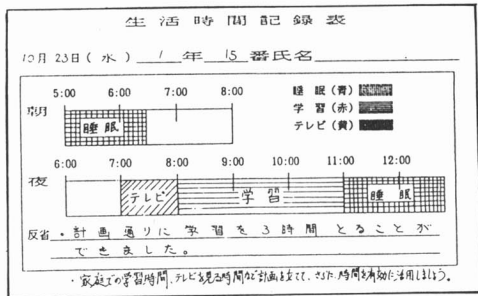 生活時間記録表
10月23日(水) 1年 15番氏名
5:00 6:00 7:00 8:00
睡眠(青)
学習(赤)
テレビ(黄)
朝
睡眠
6:00 7:00 8:00 9:00 10:00 11:00 12:00
夜
テレビ 学習 睡眠
反省・計画通りに学習を3時間とることが
できました。
・家庭での学習時間、テレビを見る時間など計画を立てて、さらに時間を有効に活用しましょう。